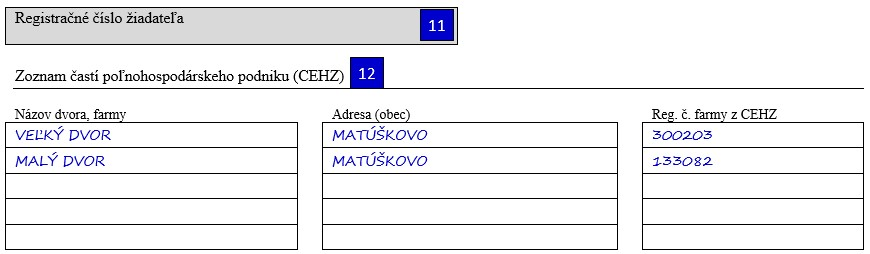 Registračné číslo žiadateľa 11
Zoznam častí poľnohospodárskeho podniku (CEHZ) 12
Názov dvora, farmy Adresa (obec) Reg. č. farmy z CEHZ
VEĽKÝ DVOR MATÚŠKOVO 300203
MALÝ DVOR MATÚŠKOVO 133082